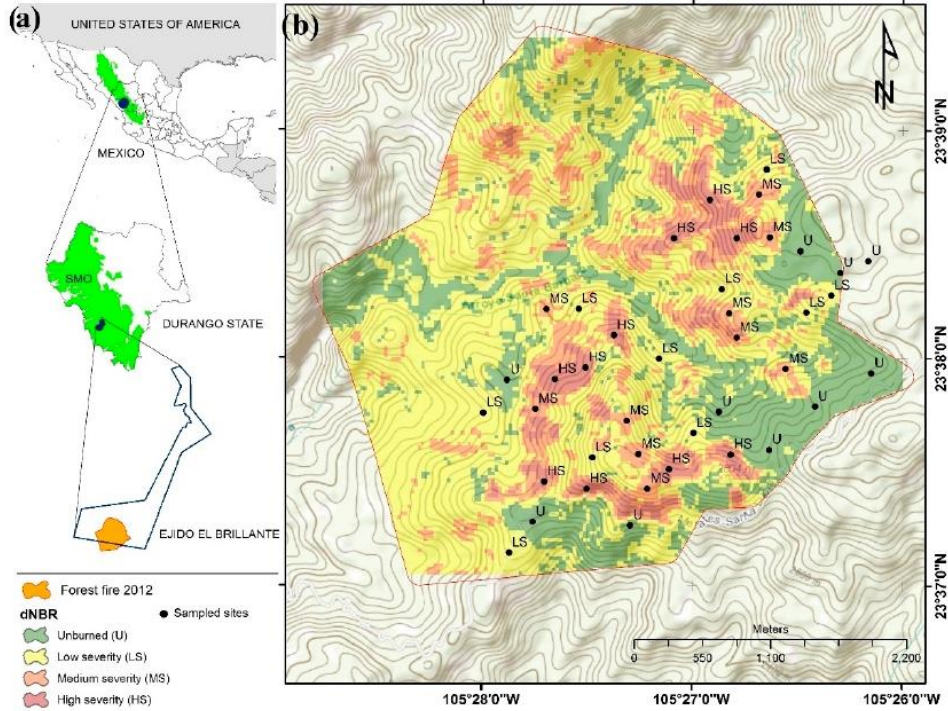 (a)
UNITED STATES OF AMERICA
MEXICO
SMO
DURANGO STATE
EJIDO EL BRILLANTE
Forest fire 2012
dNBR
Sampled sites
Unburned (U)
Low severity (LS)
Medium severity (MS)
High severity (HS)
(b)
N
LS
MS
HS
HS
HS
MS
U
U
U
LS
LS
LS
MS
MS
MS
LS
HS
HS
HS
LS
U
LS
MS
MS
U
U
MS
LS
U
U
LS
MS
HS
HS
HS
HS
MS
U
U
LS
Meters
0
550
1,100
2,200
23°39'0"N
23°38'0"N
23°37'0"N
105°28'0"W
105°27'0"W
105°26'0"W